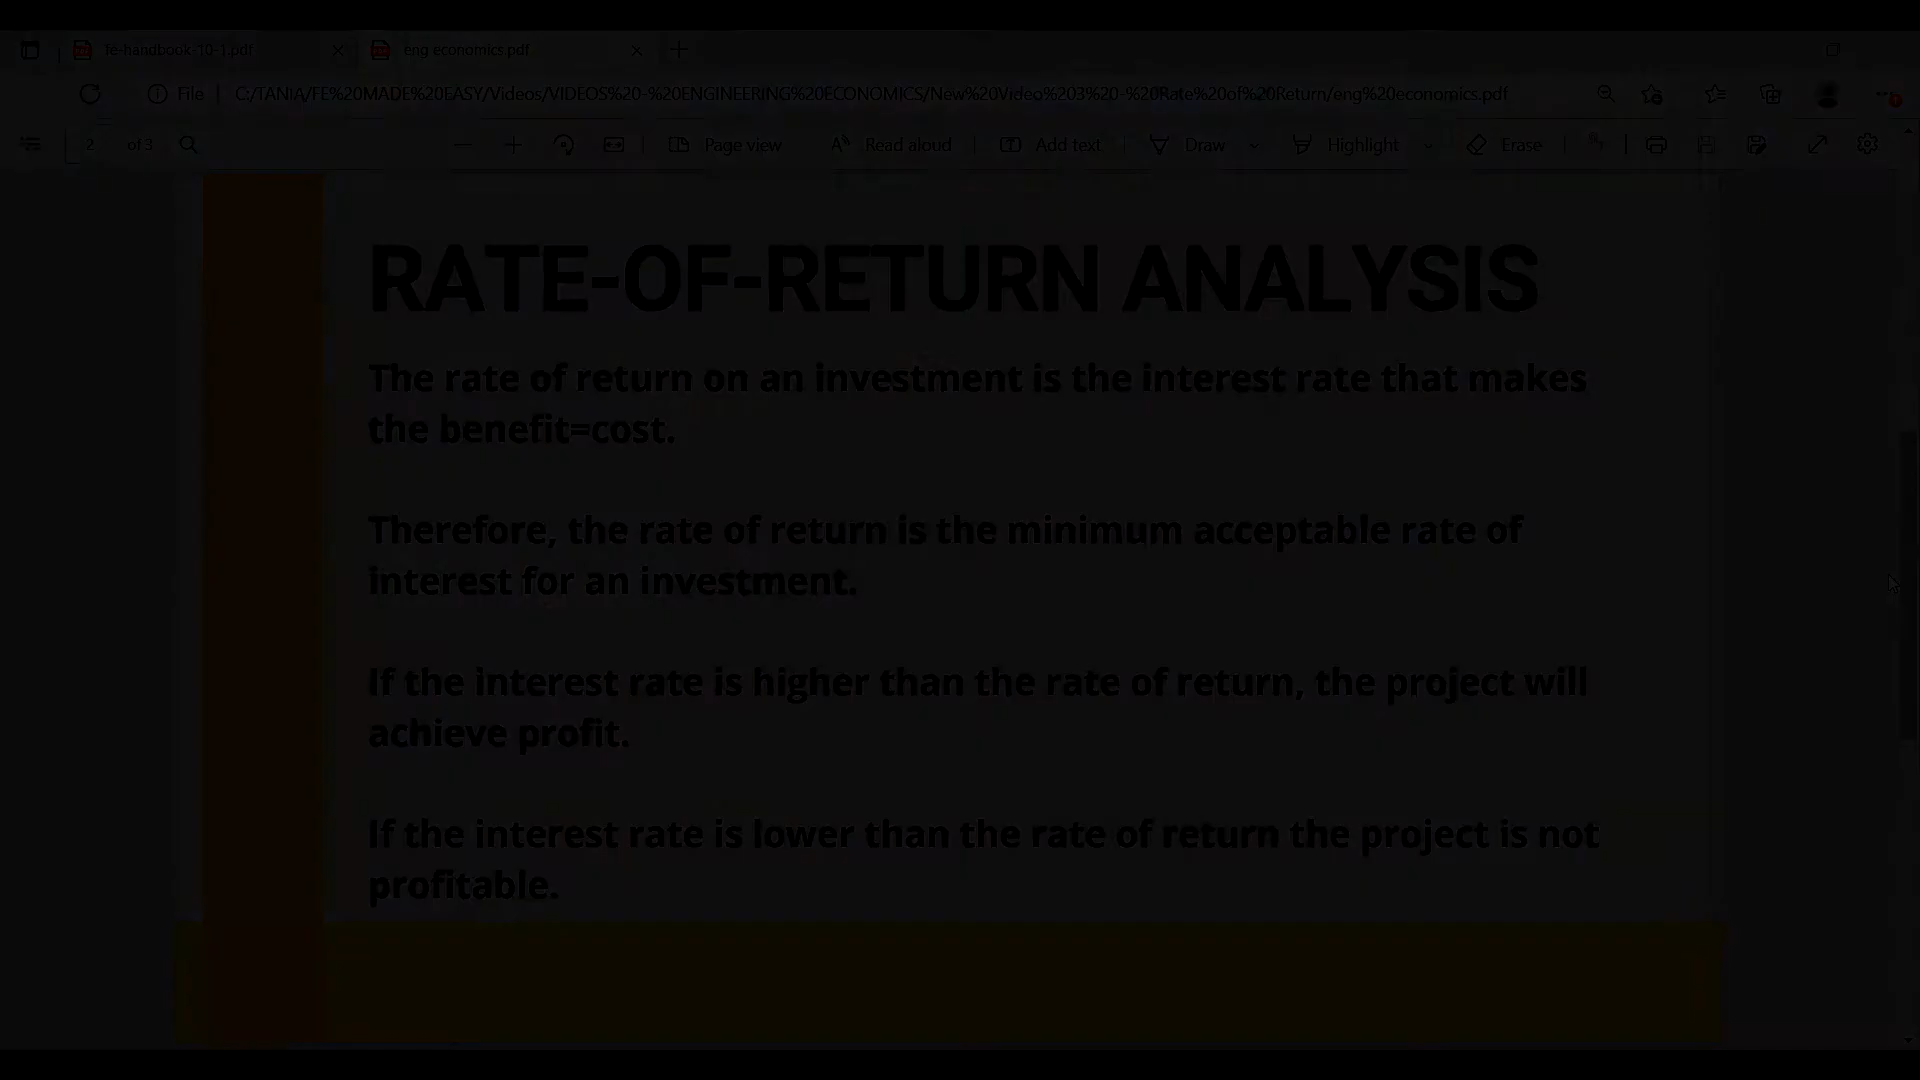 fe-handbook-10-1.pdf
eng economics.pdf
File
C:/TANIA/FE%20MADE%20EASY/Videos/VIDEOS%20-%20ENGINEERING%20ECONOMICS/New%20Video%203%20-%20Rate%20of%20Return/eng%20economics.pdf
2 of 3
Page view
Read aloud
Add text
Draw
Highlight
Erase
RATE-OF-RETURN ANALYSIS
The rate of return on an investment is the interest rate that makes
the benefit=cost.
Therefore, the rate of return is the minimum acceptable rate of
interest for an investment.
If the interest rate is higher than the rate of return, the project will
achieve profit.
If the interest rate is lower than the rate of return the project is not
profitable.